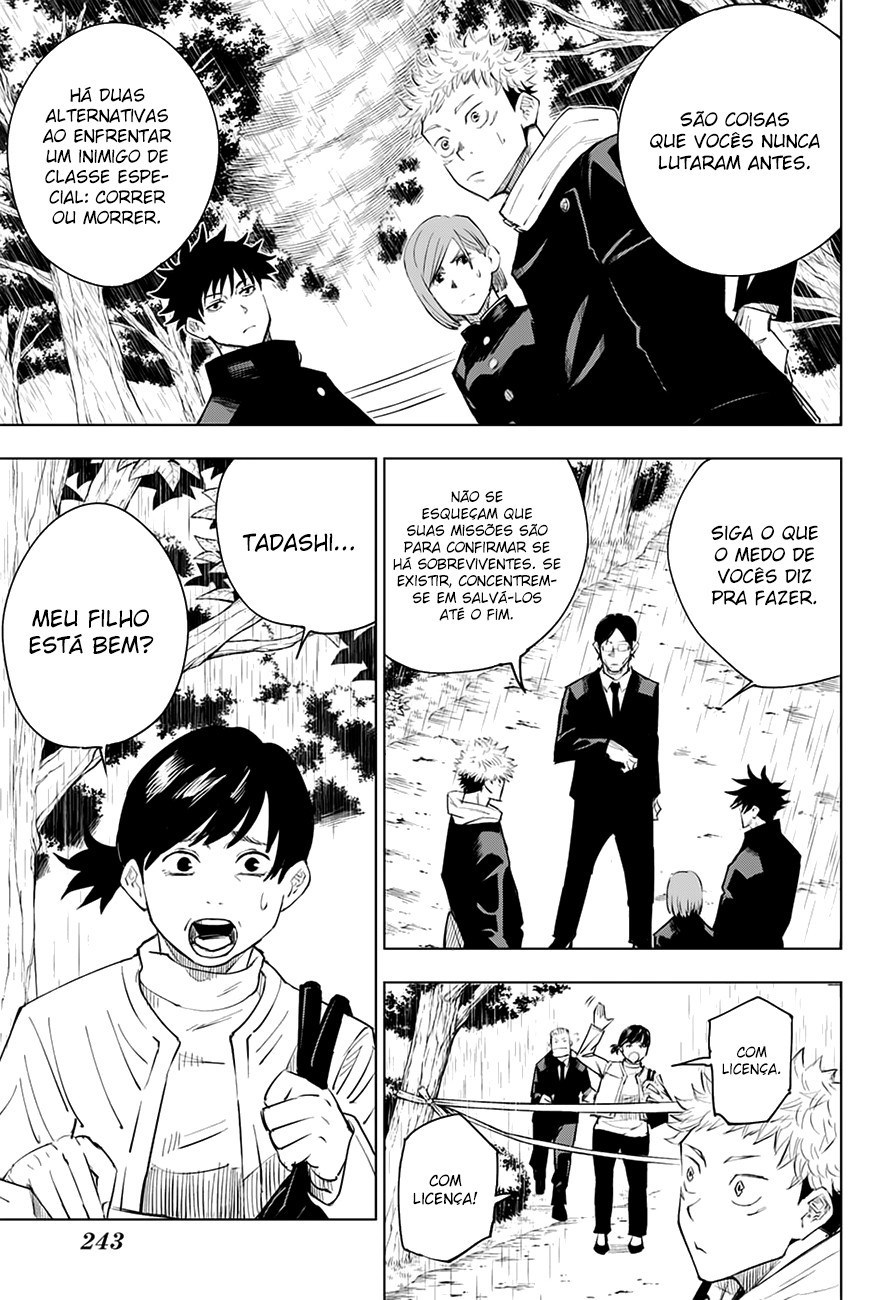 SÃO COISAS
QUE VOCÊS NUNCA
LUTARAM ANTES.
HÁ DUAS
ALTERNATIVAS
AO ENFRENTAR
UM INIMIGO DE
CLASSE ESPE-
CIAL: CORRER
OU MORRER.
SIGA O QUE
O MEDO DE
VOCÊS DIZ
PRA FAZER.
NÃO SE
ESQUEÇAM QUE
SUAS MISSÕES SÃO
PARA CONFIRMAR SE
HÁ SOBREVIVENTES. SE
EXISTIR, CONCENTREM-
SE EM SALVÁ-LOS
ATÉ O FIM.
COM
LICENÇA.
COM
LICENÇA!
TADASHI...
MEU FILHO
ESTÁ BEM?
243